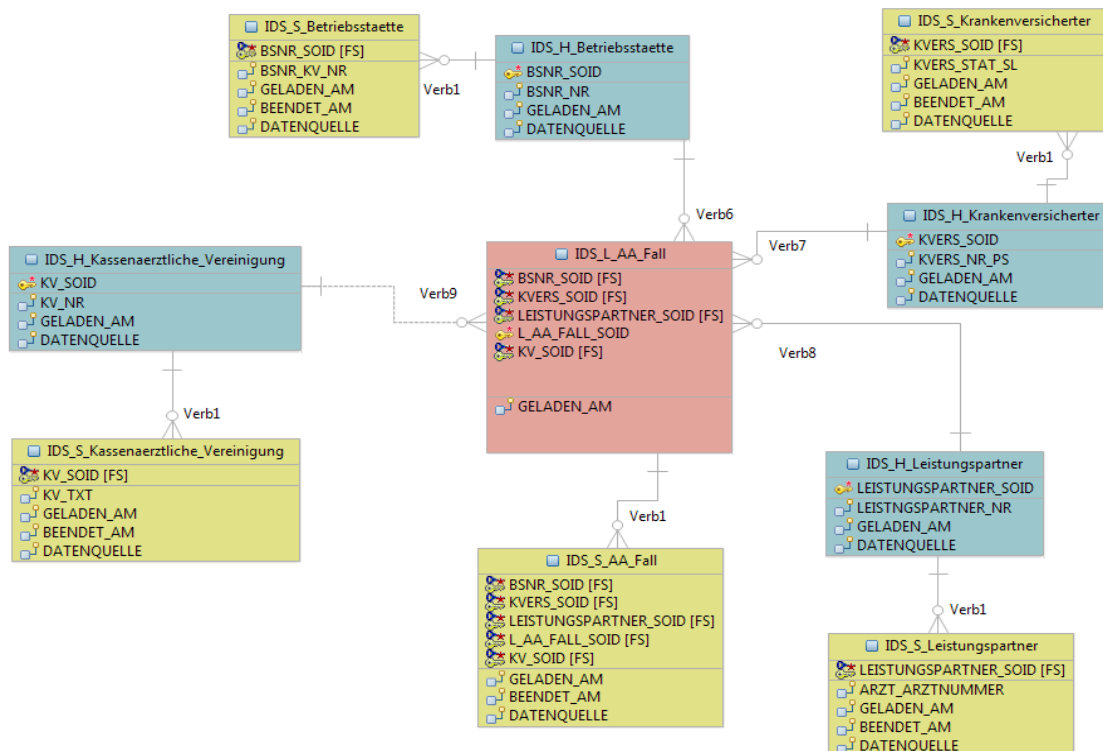 IDS_S_Betriebsstaette
BSNR_SOID [FS]
BSNR_KV_NR
GELADEN_AM
BEENDET_AM
DATENQUELLE
Verb1
IDS_H_Betriebsstaette
BSNR_SOID
BSNR_NR
GELADEN_AM
DATENQUELLE
IDS_S_Krankenversicherter
KVERS_SOID [FS]
KVERS_STAT_SL
GELADEN_AM
BEENDET_AM
DATENQUELLE
Verb1
Verb6
IDS_H_Krankenversicherter
KVERS_SOID
KVERS_NR_PS
GELADEN_AM
DATENQUELLE
Verb7
IDS_H_Kassenaerztliche_Vereinigung
KV_SOID
KV_NR
GELADEN_AM
DATENQUELLE
Verb9
IDS_L_AA_Fall
BSNR_SOID [FS]
KVERS_SOID [FS]
LEISTUNGSPARTNER_SOID [FS]
L_AA_FALL_SOID
KV_SOID [FS]
GELADEN_AM
Verb8
Verb1
IDS_S_Kassenaerztliche_Vereinigung
KV_SOID [FS]
KV_TXT
GELADEN_AM
BEENDET_AM
DATENQUELLE
Verb1
IDS_S_AA_Fall
BSNR_SOID [FS]
KVERS_SOID [FS]
LEISTUNGSPARTNER_SOID [FS]
L_AA_FALL_SOID [FS]
KV_SOID [FS]
GELADEN_AM
BEENDET_AM
DATENQUELLE
IDS_H_Leistungspartner
LEISTUNGSPARTNER_SOID
LEISTNGSPARTNER_NR
GELADEN_AM
DATENQUELLE
Verb1
IDS_S_Leistungspartner
LEISTUNGSPARTNER_SOID [FS]
ARZT_ARZTNUMMER
GELADEN_AM
BEENDET_AM
DATENQUELLE